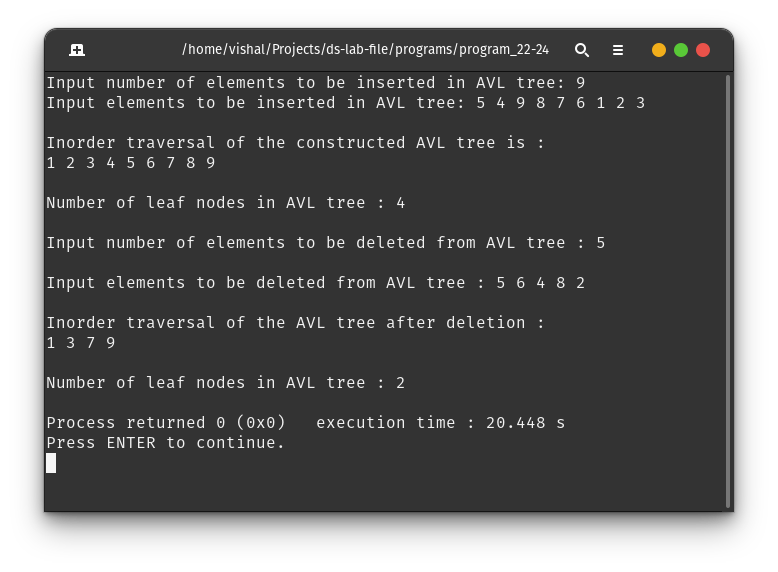 /home/vishal/Projects/ds-lab-file/programs/program_22-24
Input number of elements to be inserted in AVL tree: 9
Input elements to be inserted in AVL tree: 5 4 9 8 7 6 1 2 3
Inorder traversal of the constructed AVL tree is :
1 2 3 4 5 6 7 8 9
Number of leaf nodes in AVL tree : 4
Input number of elements to be deleted from AVL tree : 5
Input elements to be deleted from AVL tree : 5 6 4 8 2
Inorder traversal of the AVL tree after deletion :
1 3 7 9
Number of leaf nodes in AVL tree : 2
Process returned 0 (0x0)   execution time : 20.448 s
Press ENTER to continue.